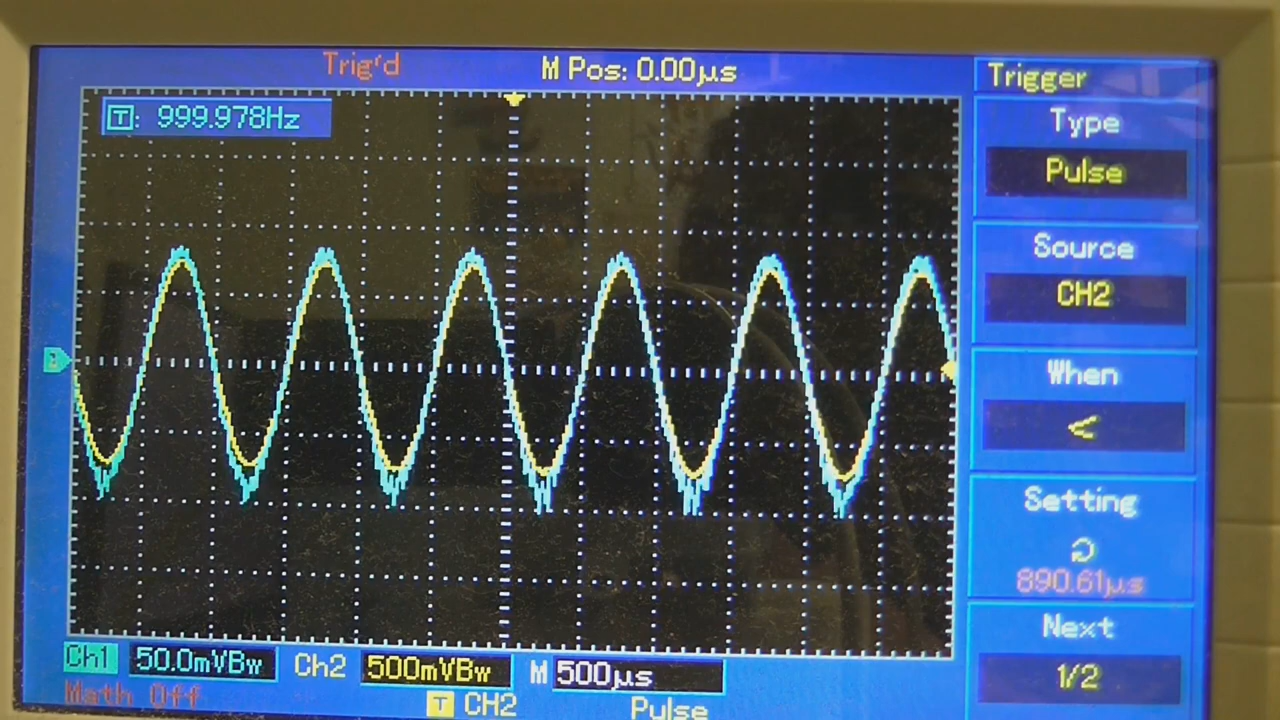 Trig'd M Pos: 0.00µs Trigger
T: 999.978Hz
Type
Pulse
Source
CH2
When
<
Setting
890.61µs
Next
1/2
Ch1 50.0mVBw Ch2 500mVBw M 500µs
Math Off T CH2 Pulse